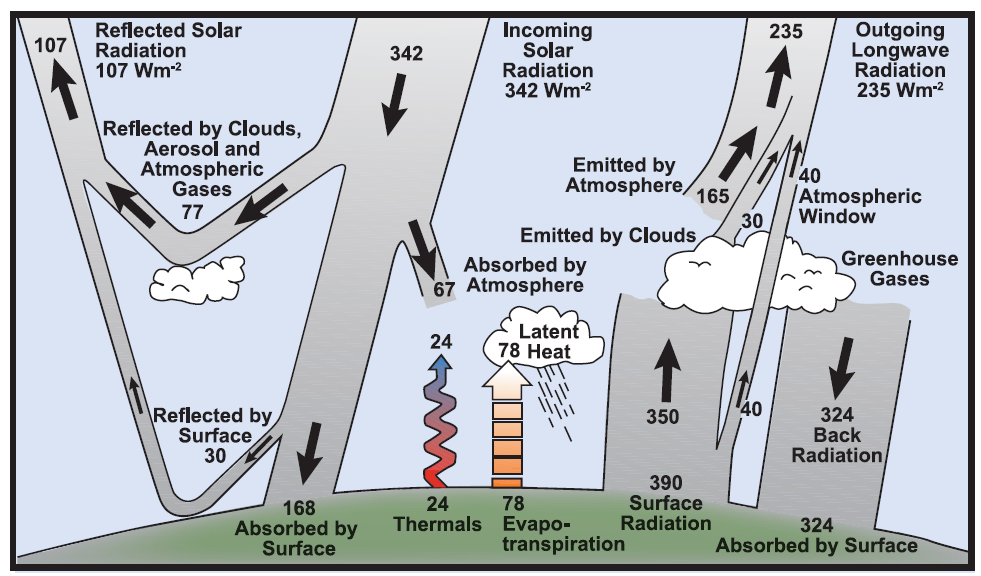 107
Reflected Solar
Radiation
107 Wm-2
342
Incoming
Solar
Radiation
342 Wm-2
235
Outgoing
Longwave
Radiation
235 Wm-2
Reflected by Clouds,
Aerosol and
Atmospheric
Gases
77
Emitted by
Atmosphere
165
40
Atmospheric
Window
Emitted by Clouds
30
Greenhouse
Gases
Absorbed by
Atmosphere
67
24
Latent
78 Heat
350
40
324
Back
Radiation
Reflected by
Surface
30
168
Absorbed by
Surface
24
Thermals
78
Evapo-
transpiration
390
Surface
Radiation
324
Absorbed by Surface